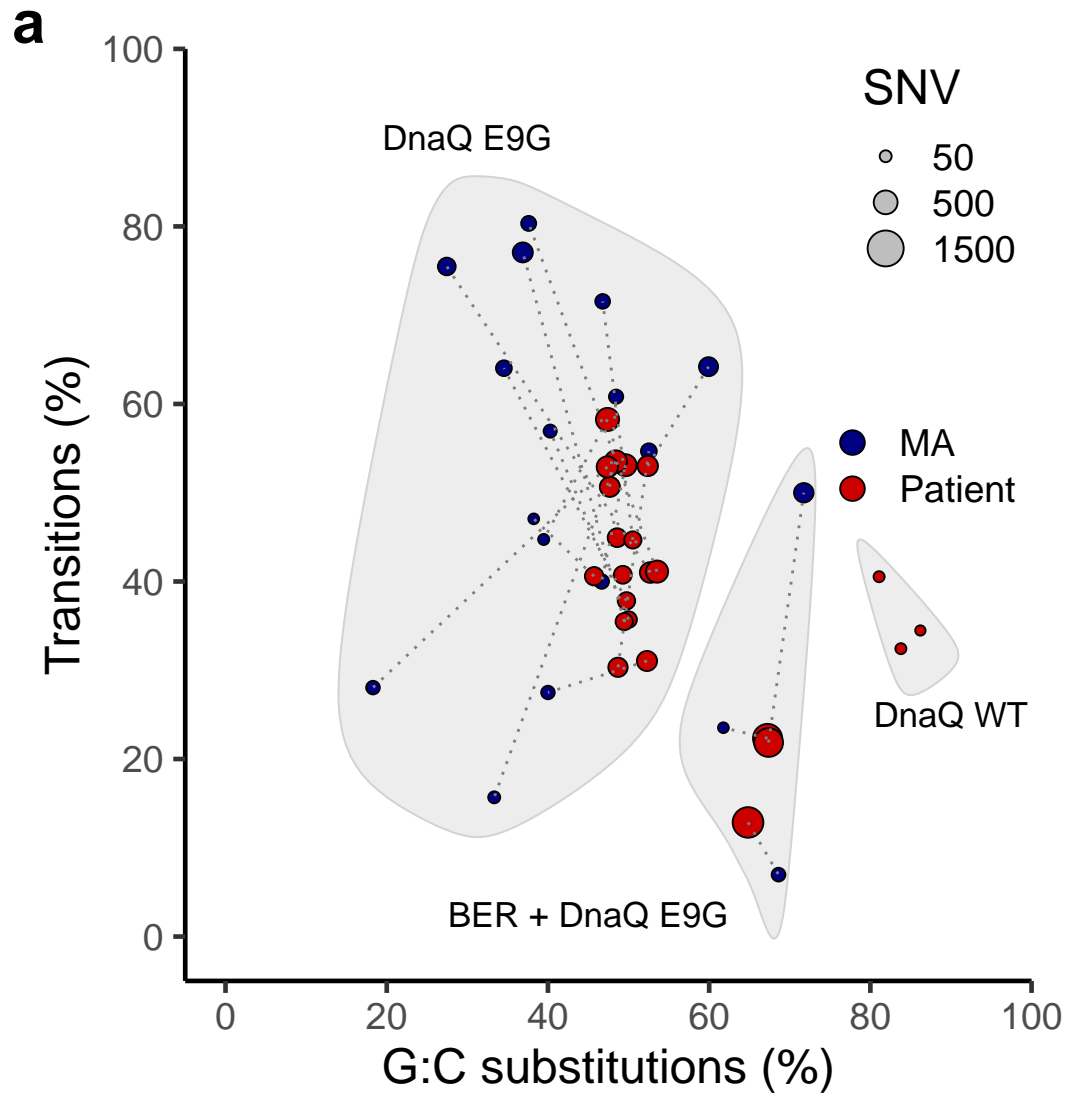 a
100
80
60
40
20
0
Transitions (%)
DnaQ E9G
SNV
50
500
1500
MA
Patient
DnaQ WT
BER + DnaQ E9G
0
20
40
60
80
100
G:C substitutions (%)